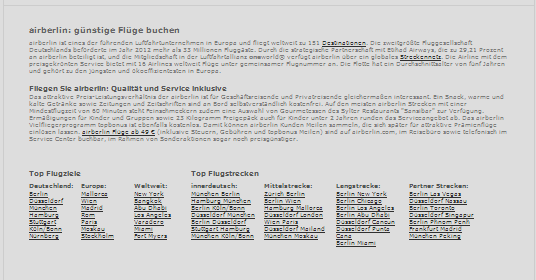 airberlin: günstige Flüge buchen
airberlin ist eines der führenden Luftfahrtunternehmen in Europa und fliegt weltweit zu 151 Destinationen. Die zweitgrößte Fluggesellschaft
Deutschlands beförderte im Jahr 2012 mehr als 33 Millionen Fluggäste. Durch die strategische Partnerschaft mit Etihad Airways, die zu 29,21 Prozent
an airberlin beteiligt ist, und die Mitgliedschaft in der Luftfahrtallianz oneworld® verfügt airberlin über ein globales Streckennetz. Die Airline mit dem
preisgekrönten Service bietet mit 16 Airlines weltweit Flüge unter gemeinsamer Flugnummer an. Die Flotte hat ein Durchschnittsalter von fünf Jahren
und gehört zu den jüngsten und ökoeffizientesten in Europa.
Fliegen Sie airberlin: Qualität und Service inklusive
Das attraktive Preis-Leistungsverhältnis der airberlin ist für Geschäftsreisende und Privatreisende gleichermaßen interessant. Ein Snack, warme und
kalte Getränke sowie Zeitungen und Zeitschriften sind an Bord selbstverständlich kostenlos. Auf den meisten airberlin Strecken mit einer
Mindestflugzeit von 60 Minuten steht Feinschmeckern zudem eine Auswahl von Gourmetessen des Sylter Restaurants "Sansibar" zur Verfügung.
Ermäßigungen für Kinder und Gruppen sowie 23 Kilogramm Freigepäck auch für Kinder unter 2 Jahren runden das Serviceangebot ab. Das airberlin
Vielfliegerprogramm topbonus ist ebenfalls kostenlos. Damit können airberlin Kunden Meilen sammeln, die sich später für attraktive Prämienflüge
einlösen lassen. airberlin Flüge ab 49 € (inklusive Steuern, Gebühren und topbonus Meilen) sind auf airberlin.com, im Reisebüro sowie telefonisch im
Service Center buchbar, im Rahmen von Sonderaktionen sogar noch preisgünstiger.
Top Flugziele Top Flugstrecken
Deutschland: Europa: Weltweit: innerdeutsch: Mittelstrecke: Langstrecke: Partner Strecken:
Berlin Mallorca New York München Berlin Zürich Berlin Berlin New York Berlin Las Vegas
Düsseldorf Wien Bangkok Hamburg München Berlin Wien Berlin Chicago Düsseldorf Nassau
München Madrid Abu Dhabi Köln/Bonn Berlin Hamburg Mallorca Berlin Los Angeles Berlin Toronto
Hamburg Rom Los Angeles Düsseldorf München Düsseldorf London Berlin Abu Dhabi Düsseldorf Singapur
Stuttgart Paris Varadero Berlin Düsseldorf Wien Paris Düsseldorf Cancun Berlin Phnom Penh
Köln/Bonn Moskau Miami Stuttgart Hamburg Düsseldorf Mailand Düsseldorf Punta Frankfurt Madrid
Nürnberg Stockholm Fort Myers München Köln/Bonn München Moskau Cana München Peking
Berlin Miami